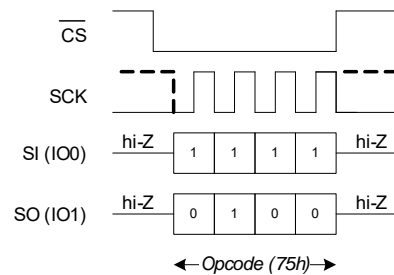 CS
SCK
hi-Z hi-Z
SI (IO0) 1 1 1 1
hi-Z hi-Z
SO (IO1) 0 1 0 0
Opcode (75h)